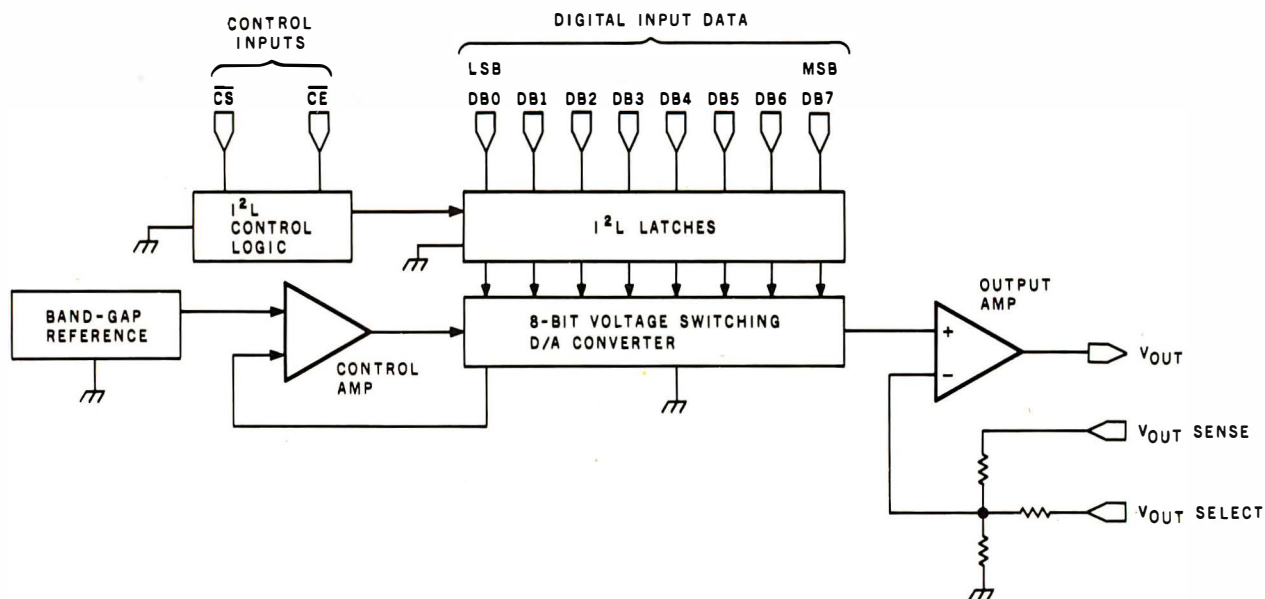 CONTROL
INPUTS
DIGITAL INPUT DATA
LSB
MSB
CS
CE
DB0
DB1
DB2
DB3
DB4
DB5
DB6
DB7
I²L
CONTROL
LOGIC
I²L LATCHES
BAND-GAP
REFERENCE
CONTROL
AMP
8-BIT VOLTAGE SWITCHING
D/A CONVERTER
OUTPUT
AMP
+
−
VOUT
VOUT SENSE
VOUT SELECT